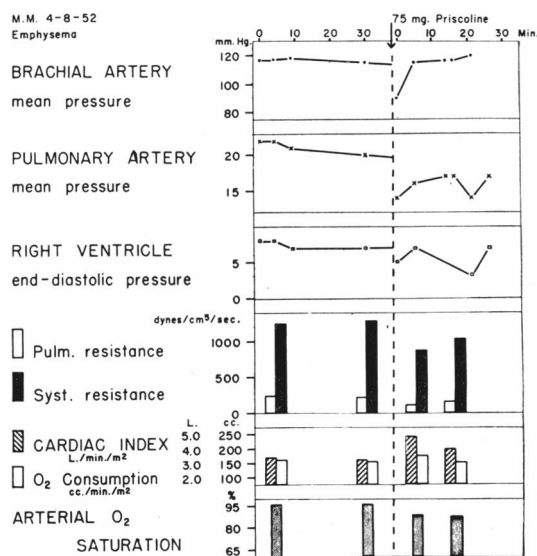 M.M. 4-8-52
Emphysema
75 mg. Priscoline
0 10 20 30 0 10 20 30 Min.
mm. Hg.
BRACHIAL ARTERY
mean pressure
120
100
80
PULMONARY ARTERY
mean pressure
20
15
RIGHT VENTRICLE
end-diastolic pressure
5
0
dynes/cm⁵/sec.
Pulm. resistance
Syst. resistance
1000
500
0
L. cc.
CARDIAC INDEX
L./min./m²
O₂ Consumption
cc./min./m²
5.0 250
4.0 200
3.0 150
2.0 100
%
ARTERIAL O₂
SATURATION
95
80
65